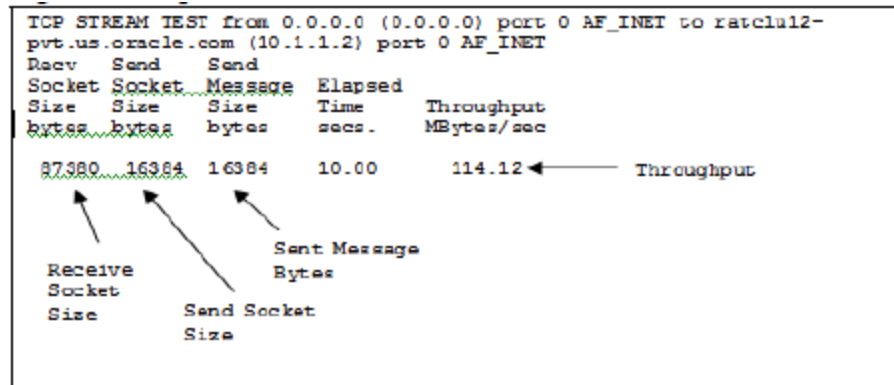 TCP STREAM TEST from 0.0.0.0 (0.0.0.0) port 0 AF_INET to ratclu12-
pvt.us.oracle.com (10.1.1.2) port 0 AF_INET
Recv Send Send
Socket Socket Message Elapsed
Size Size Size Time Throughput
bytes bytes bytes secs. MBytes/sec
87380 16384 16384 10.00 114.12
Throughput
Sent Message
Bytes
Receive
Socket
Size
Send Socket
Size